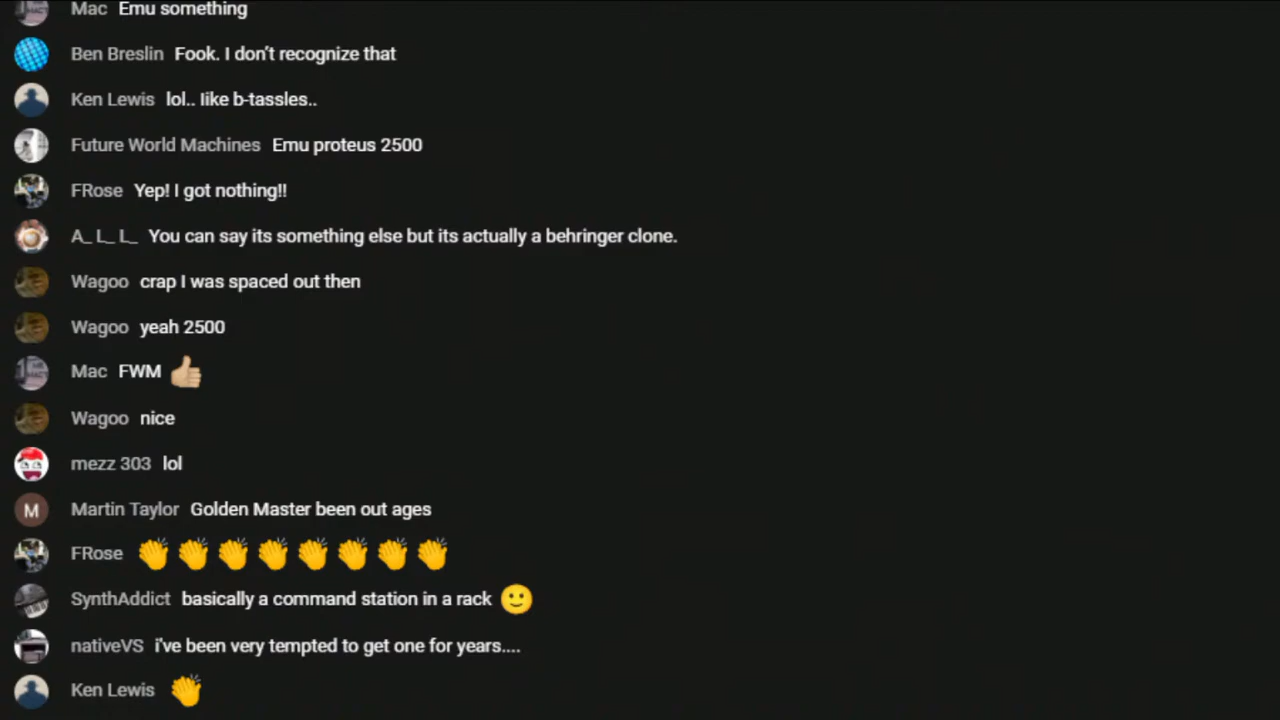 Mac Emu something
Ben Breslin Fook. I don't recognize that
Ken Lewis lol.. like b-tassles..
Future World Machines Emu proteus 2500
FRose Yep! I got nothing!!
A_ L_ L_ You can say its something else but its actually a behringer clone.
Wagoo crap I was spaced out then
Wagoo yeah 2500
Mac FWM 👍🏼
Wagoo nice
mezz 303 lol
M Martin Taylor Golden Master been out ages
FRose 👏👏👏👏👏👏👏👏
SynthAddict basically a command station in a rack 🙂
nativeVS i've been very tempted to get one for years....
Ken Lewis 👏